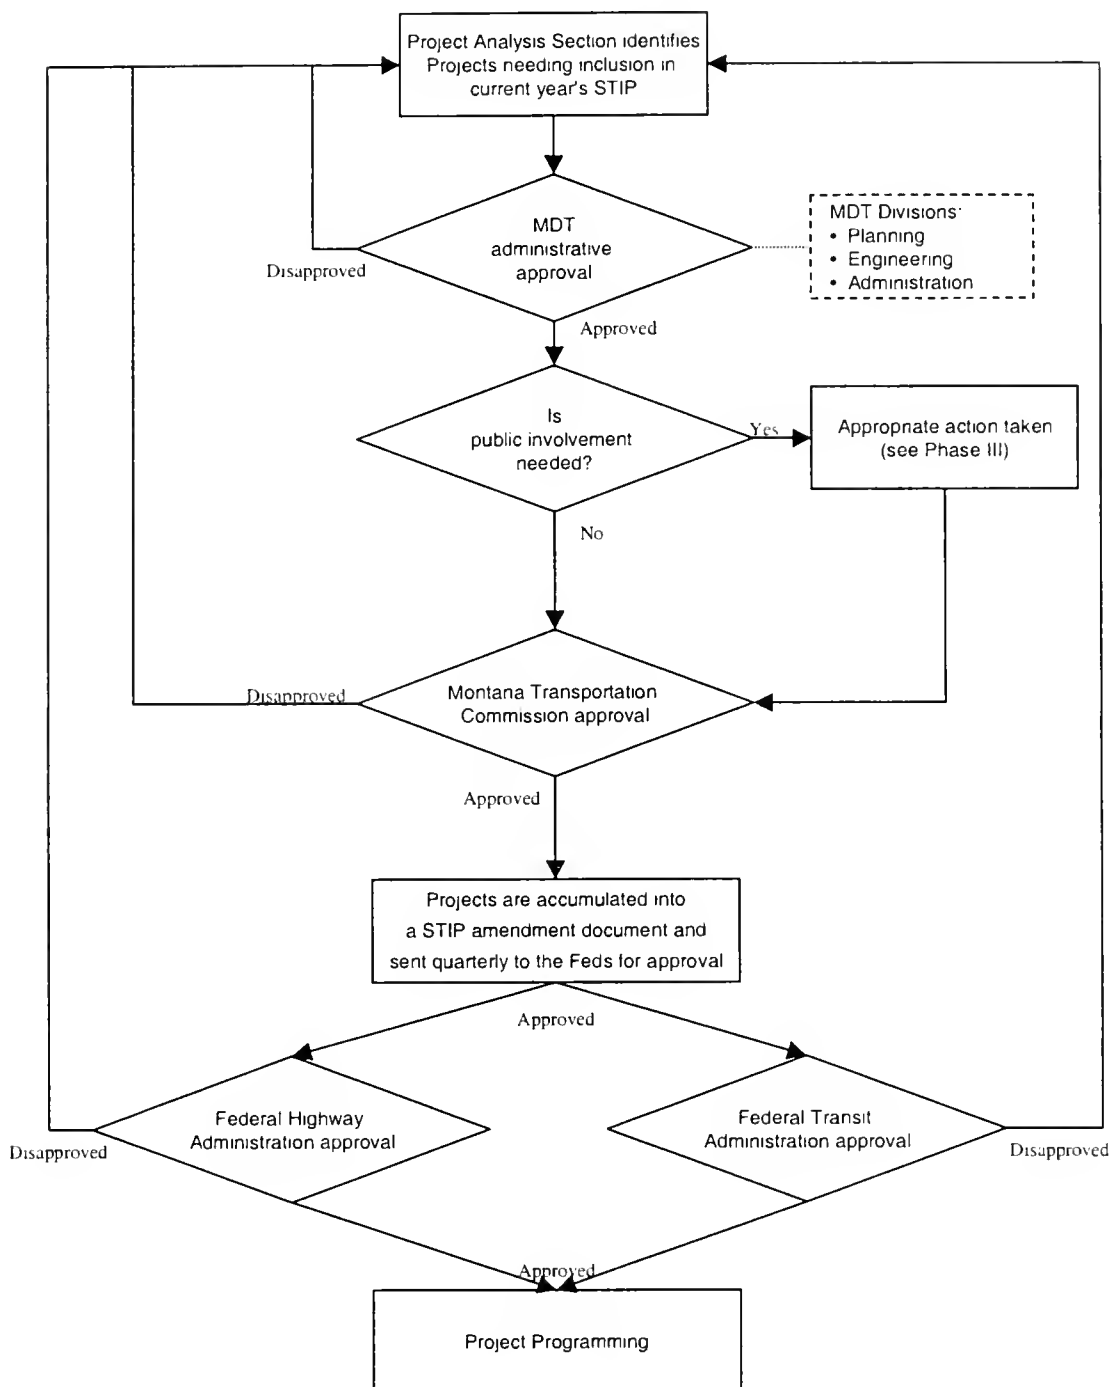 Project Analysis Section identifies
Projects needing inclusion in
current year's STIP
MDT
administrative
approval
MDT Divisions:
• Planning
• Engineering
• Administration
Disapproved
Approved
Is
public involvement
needed?
Yes
Appropriate action taken
(see Phase III)
No
Disapproved
Montana Transportation
Commission approval
Approved
Projects are accumulated into
a STIP amendment document and
sent quarterly to the Feds for approval
Approved
Federal Highway
Administration approval
Federal Transit
Administration approval
Disapproved
Disapproved
Approved
Project Programming